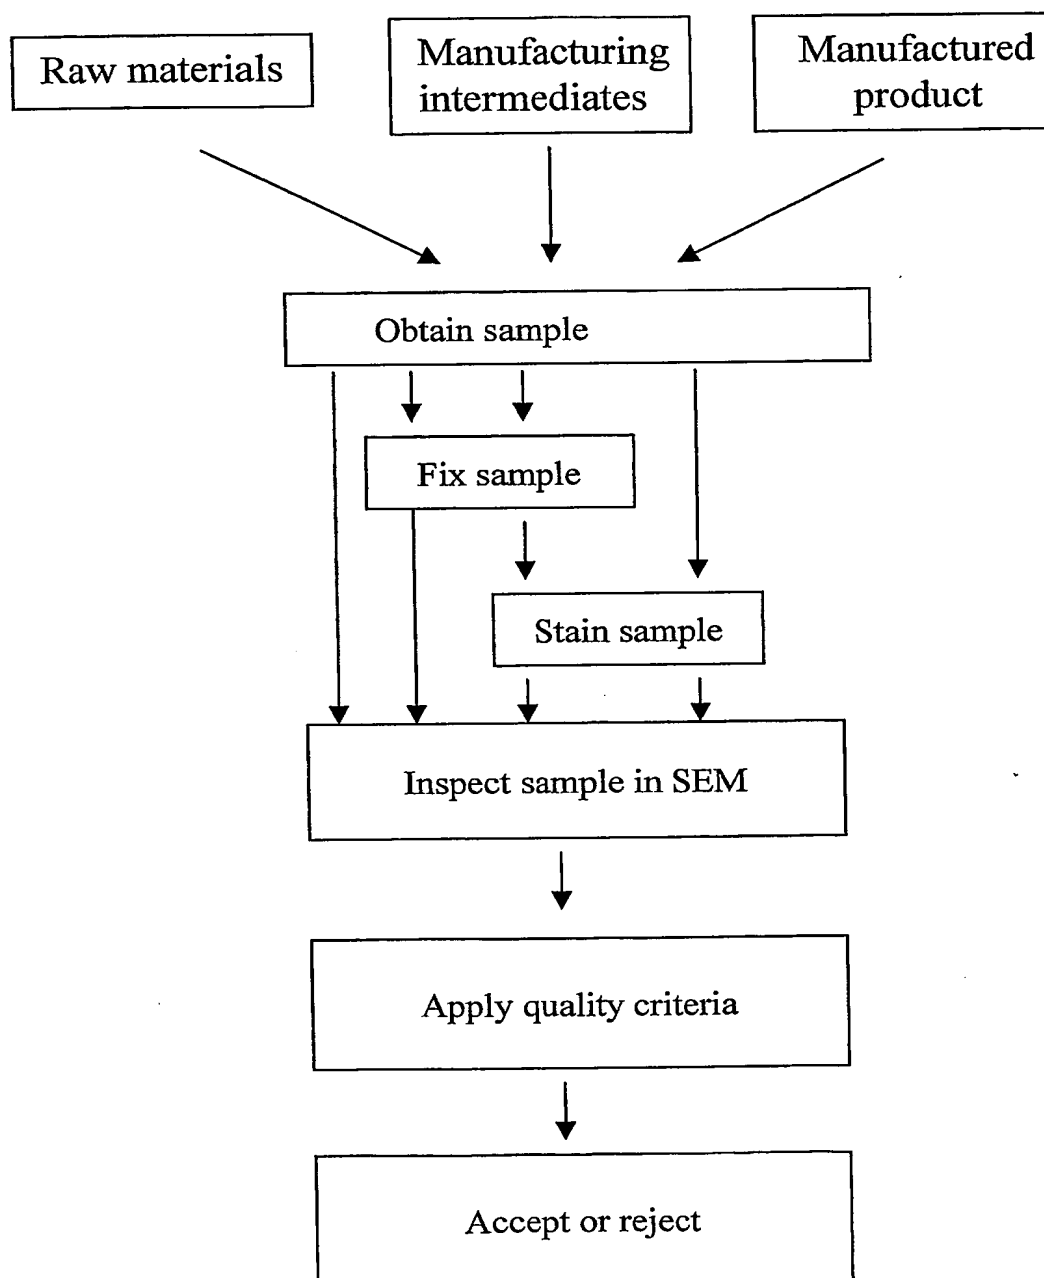 Raw materials
Manufacturing
intermediates
Manufactured
product
Obtain sample
Fix sample
Stain sample
Inspect sample in SEM
Apply quality criteria
Accept or reject